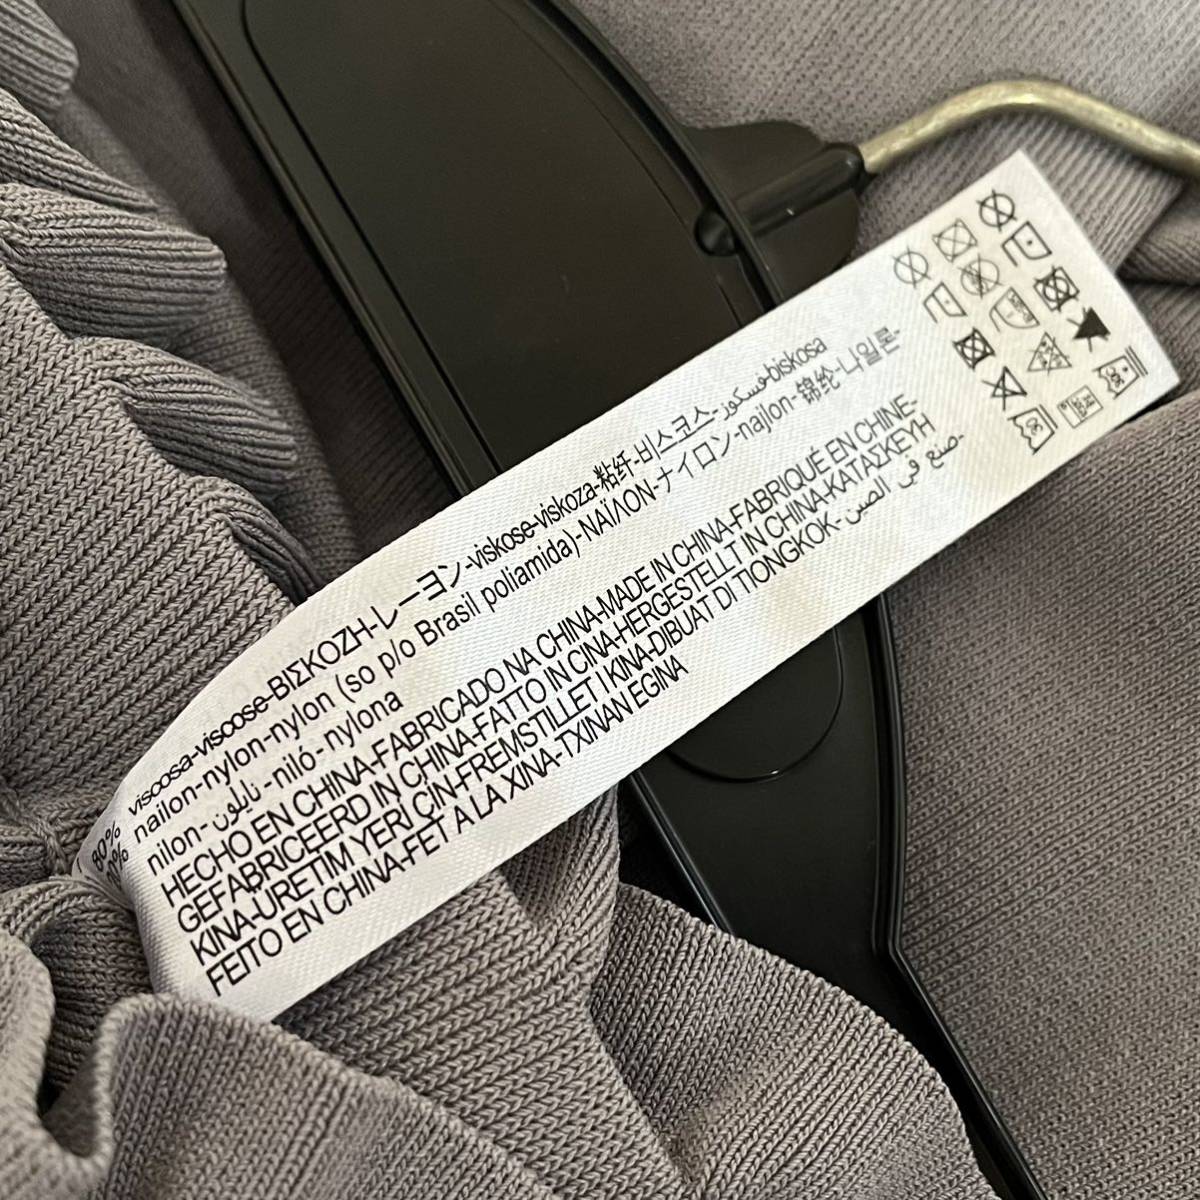 80% viscosa-viscose-ΒΙΣΚΟΖΗ-レーヨン-viskose-viskoza-粘纤-비스코스-فسكوز-biskosa
nailon-nylon-nylon (so p/o Brasil poliamida)-ΝΑΪΛΟΝ-ナイロン-najlon-锦纶-나일론-
nilon-نايلون-niló-nylona
HECHO EN CHINA-FABRICADO NA CHINA-MADE IN CHINA-FABRIQUÉ EN CHINE-
GEFABRICEERD IN CHINA-FATTO IN CINA-HERGESTELLT IN CHINA-ΚΑΤΑΣΚΕΥΗ
KINA-ÜRETİM YERİ ÇİN-FREMSTILLET I KINA-DIBUAT DI TIONGKOK-صنع في الصين-
FEITO EN CHINA-FET A LA XINA-TXINAN EGINA